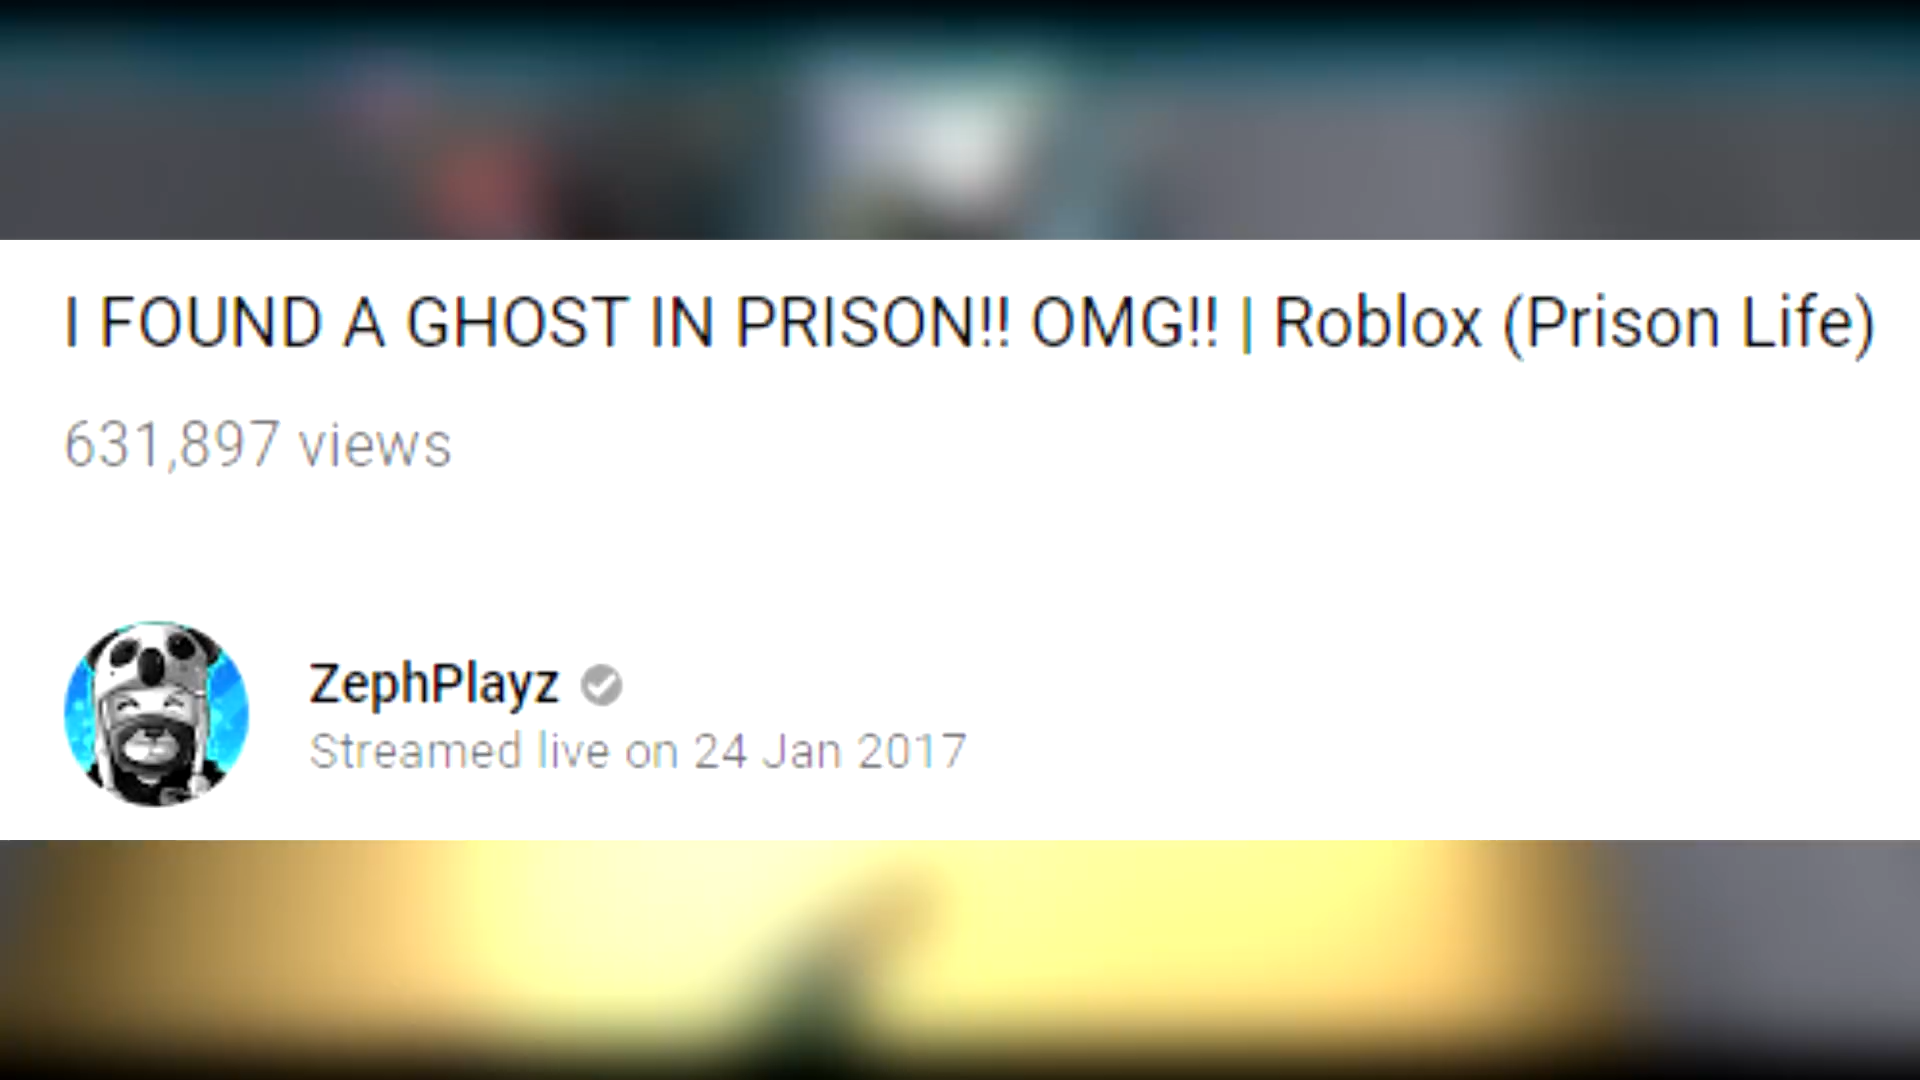 I FOUND A GHOST IN PRISON!! OMG!! | Roblox (Prison Life)
631,897 views
ZephPlayz
Streamed live on 24 Jan 2017